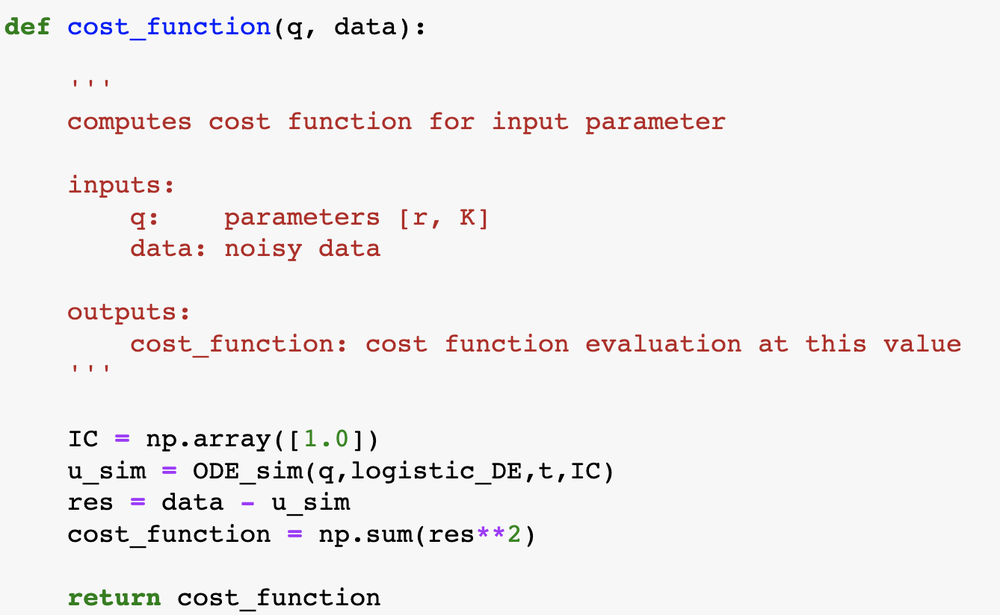 def cost_function(q, data):
    '''
    computes cost function for input parameter
    inputs:
        q:    parameters [r, K]
        data: noisy data
    outputs:
        cost_function: cost function evaluation at this value
    '''
    IC = np.array([1.0])
    u_sim = ODE_sim(q,logistic_DE,t,IC)
    res = data - u_sim
    cost_function = np.sum(res**2)
    return cost_function